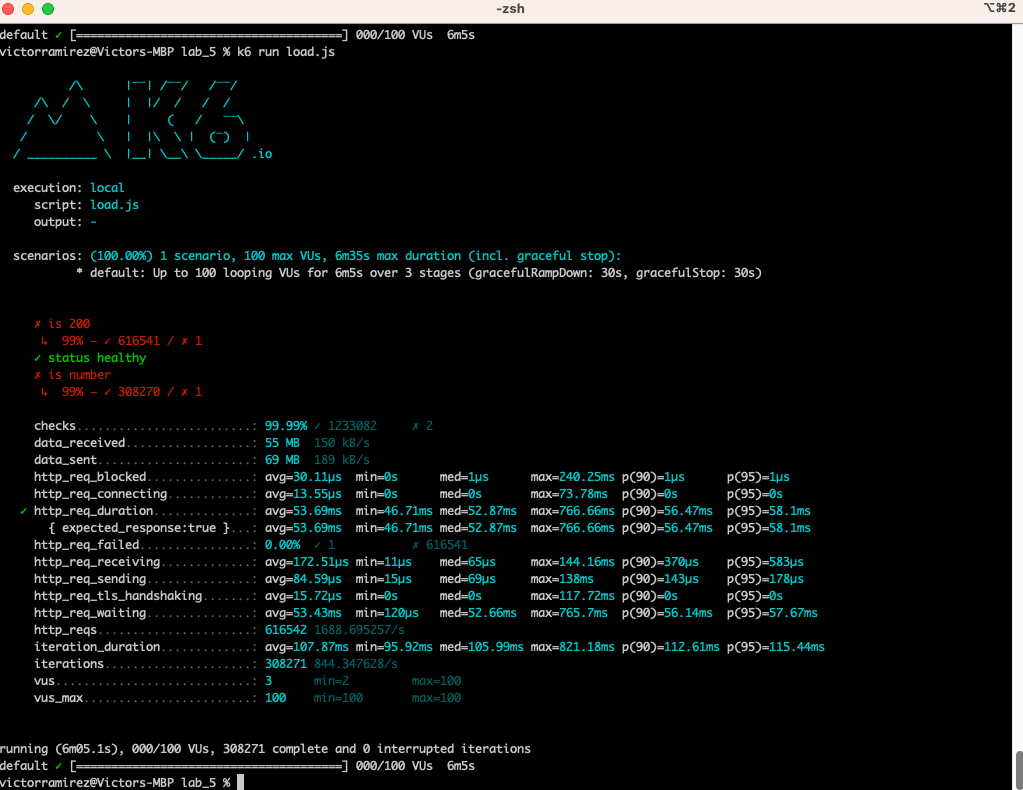 -zsh
⌥⌘2
default ✓ [======================================] 000/100 VUs  6m5s
victorramirez@Victors-MBP lab_5 % k6 run load.js
          /\      |‾‾| /‾‾/   /‾‾/
     /\  /  \     |  |/  /   /  /
    /  \/    \    |     (   /   ‾‾\
   /          \   |  |\  \ |  (‾)  |
  / __________ \  |__| \__\ \_____/ .io
execution: local
script: load.js
output: -
scenarios: (100.00%) 1 scenario, 100 max VUs, 6m35s max duration (incl. graceful stop):
* default: Up to 100 looping VUs for 6m5s over 3 stages (gracefulRampDown: 30s, gracefulStop: 30s)
✗ is 200
↳  99% — ✓ 616541 / ✗ 1
✓ status healthy
✗ is number
↳  99% — ✓ 308270 / ✗ 1
checks.........................: 99.99% ✓ 1233082     ✗ 2
data_received..................: 55 MB  150 kB/s
data_sent......................: 69 MB  189 kB/s
http_req_blocked...............: avg=30.11µs  min=0s      med=1µs      max=240.25ms p(90)=1µs      p(95)=1µs
http_req_connecting............: avg=13.55µs  min=0s      med=0s       max=73.78ms  p(90)=0s       p(95)=0s
✓ http_req_duration..............: avg=53.69ms  min=46.71ms med=52.87ms  max=766.66ms p(90)=56.47ms  p(95)=58.1ms
{ expected_response:true }...: avg=53.69ms  min=46.71ms med=52.87ms  max=766.66ms p(90)=56.47ms  p(95)=58.1ms
http_req_failed................: 0.00%  ✓ 1           ✗ 616541
http_req_receiving.............: avg=172.51µs min=11µs    med=65µs     max=144.16ms p(90)=370µs    p(95)=583µs
http_req_sending...............: avg=84.59µs  min=15µs    med=69µs     max=138ms    p(90)=143µs    p(95)=178µs
http_req_tls_handshaking.......: avg=15.72µs  min=0s      med=0s       max=117.72ms p(90)=0s       p(95)=0s
http_req_waiting...............: avg=53.43ms  min=120µs   med=52.66ms  max=765.7ms  p(90)=56.14ms  p(95)=57.67ms
http_reqs......................: 616542 1688.695257/s
iteration_duration.............: avg=107.87ms min=95.92ms med=105.99ms max=821.18ms p(90)=112.61ms p(95)=115.44ms
iterations.....................: 308271 844.347628/s
vus............................: 3      min=2         max=100
vus_max........................: 100    min=100       max=100
running (6m05.1s), 000/100 VUs, 308271 complete and 0 interrupted iterations
default ✓ [======================================] 000/100 VUs  6m5s
victorramirez@Victors-MBP lab_5 %